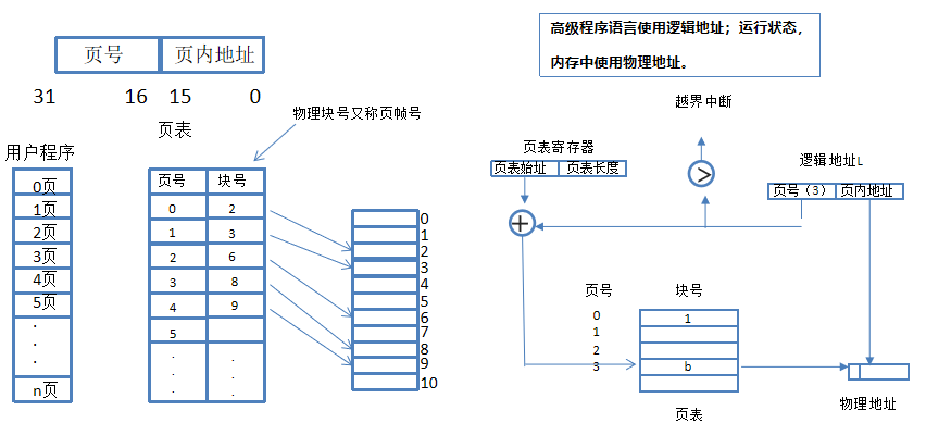 页号 页内地址
31 16 15 0
页表
物理块号又称页帧号
用户程序
0页
1页
2页
3页
4页
5页
.
.
.
n页
页号 块号
0 2
1 3
2 6
3 8
4 9
5
. .
. .
. .
0
1
2
3
4
5
6
7
8
9
10
高级程序语言使用逻辑地址；运行状态，
内存中使用物理地址。
越界中断
页表寄存器
页表始址 页表长度
>
逻辑地址L
页号（3） 页内地址
+
页号 块号
0 1
1
2
3 b
页表
物理地址